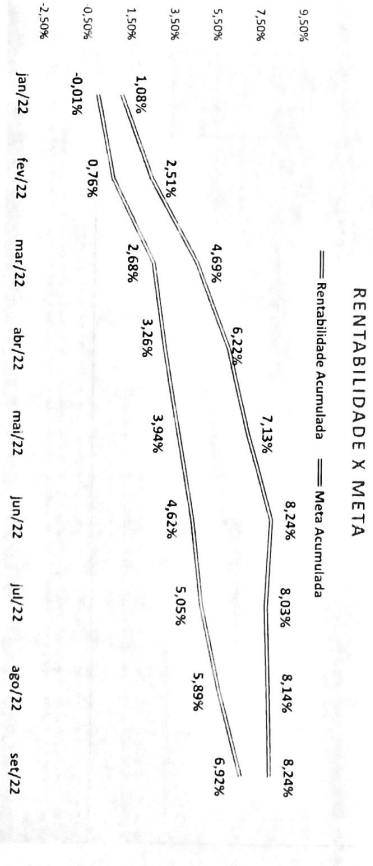 RENTABILIDADE X META
Rentabilidade Acumulada Meta Acumulada
9,50%
7,50%
5,50%
3,50%
1,50%
-0,50%
-2,50%
1,08% 2,51% 4,69% 6,22% 7,13% 8,24% 8,03% 8,14% 8,24%
-0,01% 0,76% 2,68% 3,26% 3,94% 4,62% 5,05% 5,89% 6,92%
jan/22 fev/22 mar/22 abr/22 mai/22 jun/22 jul/22 ago/22 set/22